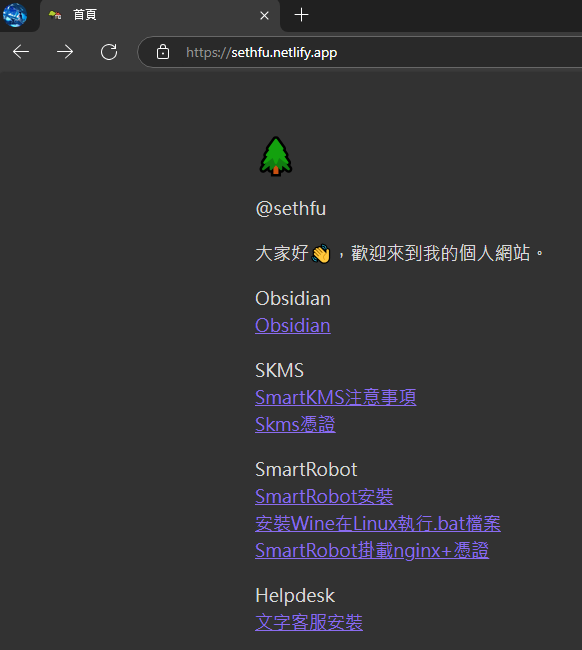 首頁
https://sethfu.netlify.app
@sethfu
大家好👋，歡迎來到我的個人網站。
Obsidian
Obsidian
SKMS
SmartKMS注意事項
Skms憑證
SmartRobot
SmartRobot安裝
安裝Wine在Linux執行.bat檔案
SmartRobot掛載nginx+憑證
Helpdesk
文字客服安裝